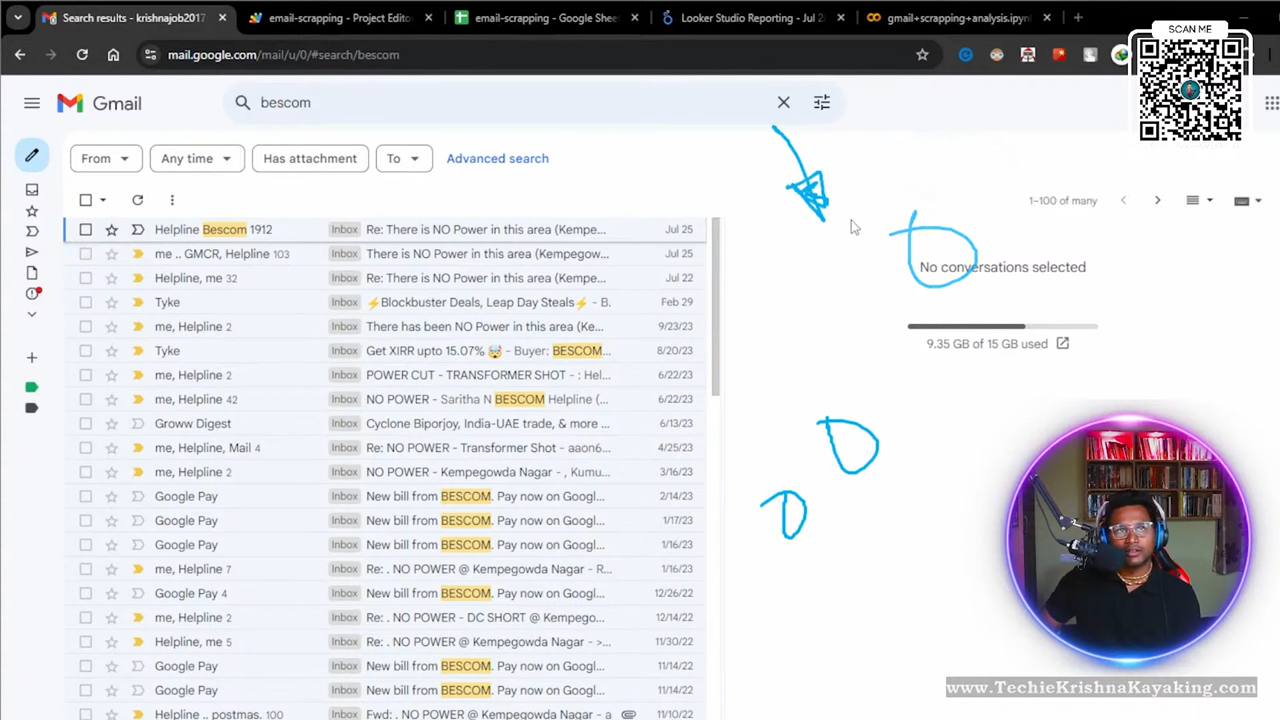 Search results - krishnajob2017
email-scrapping - Project Edito
email-scrapping - Google Shee
Looker Studio Reporting - Jul 2
gmail+scrapping+analysis.ipyn
SCAN ME
mail.google.com/mail/u/0/#search/bescom
Gmail
bescom
From
Any time
Has attachment
To
Advanced search
1–100 of many
Helpline Bescom 1912 Inbox Re: There is NO Power in this area (Kempe... Jul 25
me .. GMCR, Helpline 103 Inbox There is NO Power in this area (Kempegow... Jul 25
Helpline, me 32 Inbox Re: There is NO Power in this area (Kempe... Jul 22
Tyke Inbox ⚡Blockbuster Deals, Leap Day Steals⚡ - B. Feb 29
me, Helpline 2 Inbox There has been NO Power in this area (Ke... 9/23/23
Tyke Inbox Get XIRR upto 15.07% 🤯 - Buyer: BESCOM... 8/20/23
me, Helpline 2 Inbox POWER CUT - TRANSFORMER SHOT - : Hel... 6/22/23
me, Helpline 42 Inbox NO POWER - Saritha N BESCOM Helpline (... 6/22/23
Groww Digest Inbox Cyclone Biporjoy, India-UAE trade, & more ... 6/13/23
me, Helpline, Mail 4 Inbox Re: NO POWER - Transformer Shot - aaon6... 4/25/23
me, Helpline 2 Inbox NO POWER - Kempegowda Nagar - , Kumu... 3/16/23
Google Pay Inbox New bill from BESCOM. Pay now on Googl... 2/14/23
Google Pay Inbox New bill from BESCOM. Pay now on Googl... 1/17/23
Google Pay Inbox New bill from BESCOM. Pay now on Googl... 1/16/23
me, Helpline 7 Inbox Re: . NO POWER @ Kempegowda Nagar - R... 1/16/23
Google Pay 4 Inbox New bill from BESCOM. Pay now on Googl... 12/26/22
me, Helpline 2 Inbox Re: . NO POWER - DC SHORT @ Kempego... 12/14/22
Helpline, me 5 Inbox Re: . NO POWER @ Kempegowda Nagar - >... 11/30/22
Google Pay Inbox New bill from BESCOM. Pay now on Googl... 11/14/22
Google Pay Inbox New bill from BESCOM. Pay now on Googl... 11/14/22
Helpline .. postmas. 100 Inbox Fwd: . NO POWER @ Kempegowda Nagar - a 11/10/22
No conversations selected
9.35 GB of 15 GB used
D
D
D
www.TechieKrishnaKayaking.com